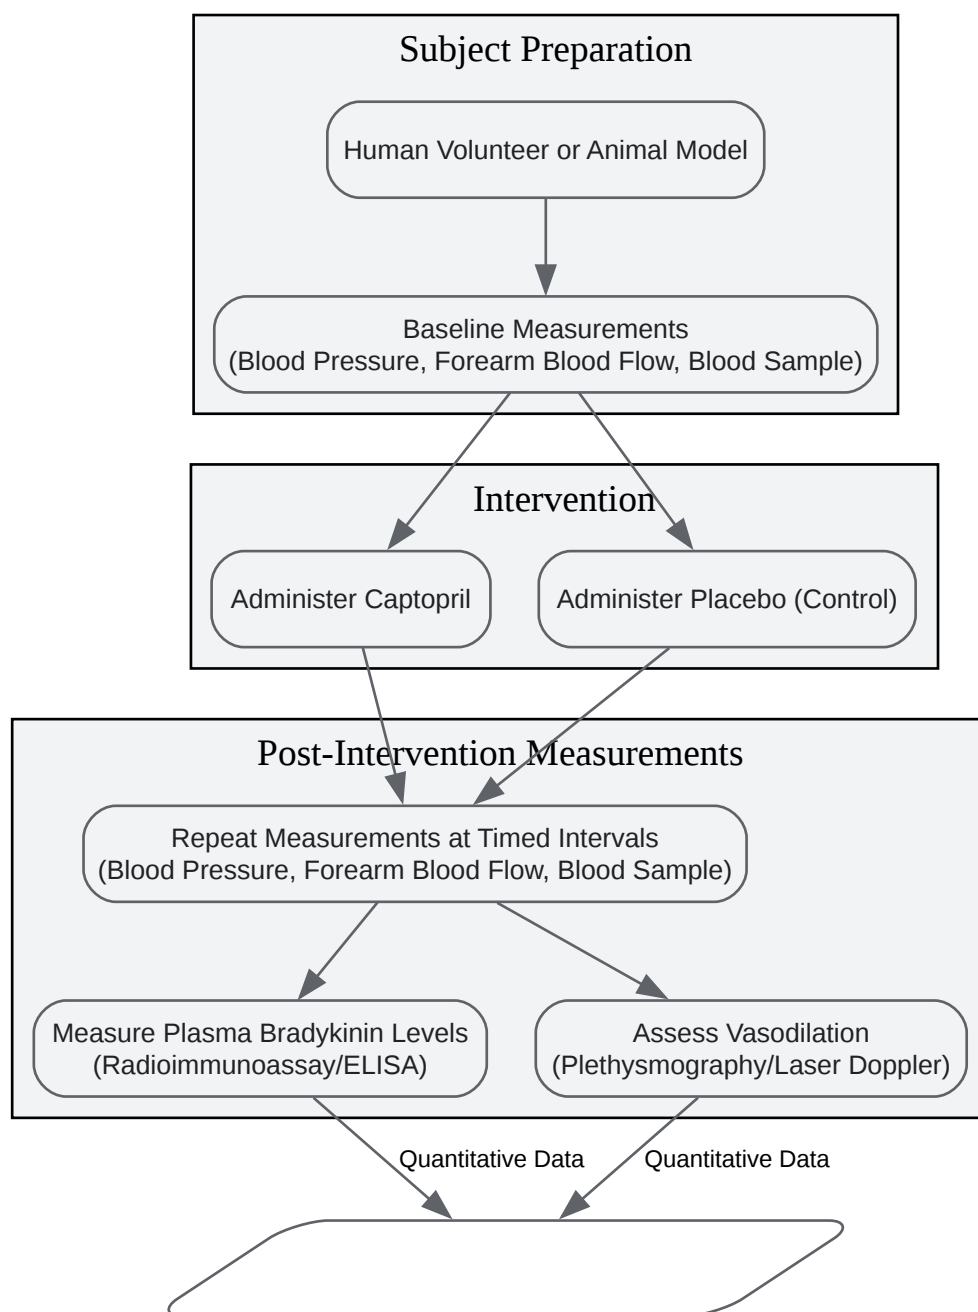 Subject Preparation
Human Volunteer or Animal Model
Baseline Measurements
(Blood Pressure, Forearm Blood Flow, Blood Sample)
Intervention
Administer Captopril
Administer Placebo (Control)
Post-Intervention Measurements
Repeat Measurements at Timed Intervals
(Blood Pressure, Forearm Blood Flow, Blood Sample)
Measure Plasma Bradykinin Levels
(Radioimmunoassay/ELISA)
Assess Vasodilation
(Plethysmography/Laser Doppler)
Quantitative Data
Quantitative Data